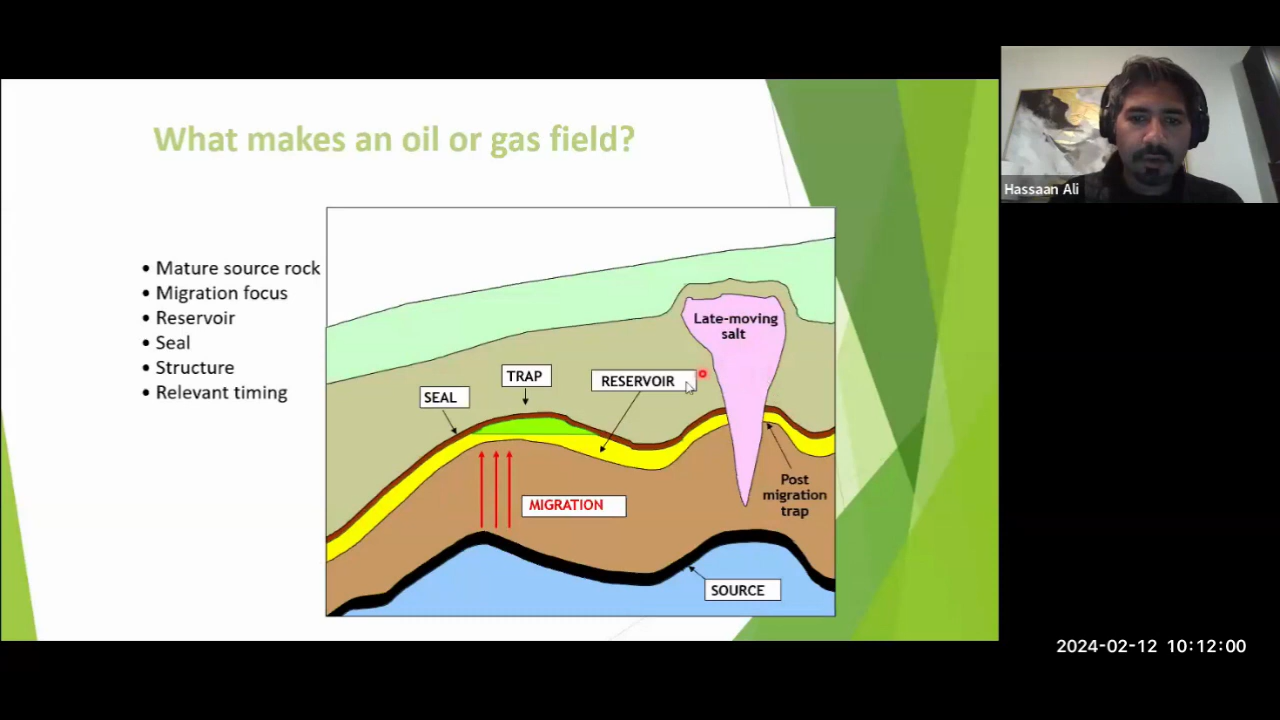 What makes an oil or gas field?
• Mature source rock
• Migration focus
• Reservoir
• Seal
• Structure
• Relevant timing
Late-moving
salt
TRAP
RESERVOIR
SEAL
MIGRATION
Post
migration
trap
SOURCE
Hassaan Ali
2024-02-12 10:12:00